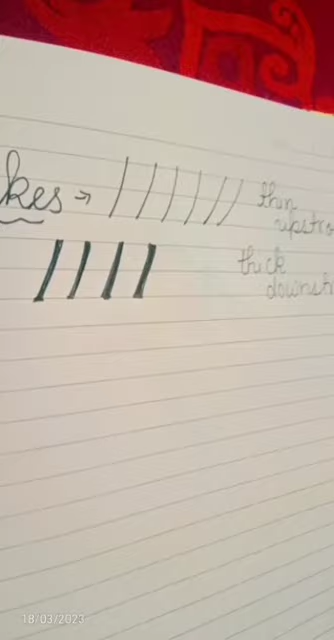 kes → thin
upstro
thick
downst
18/03/2023